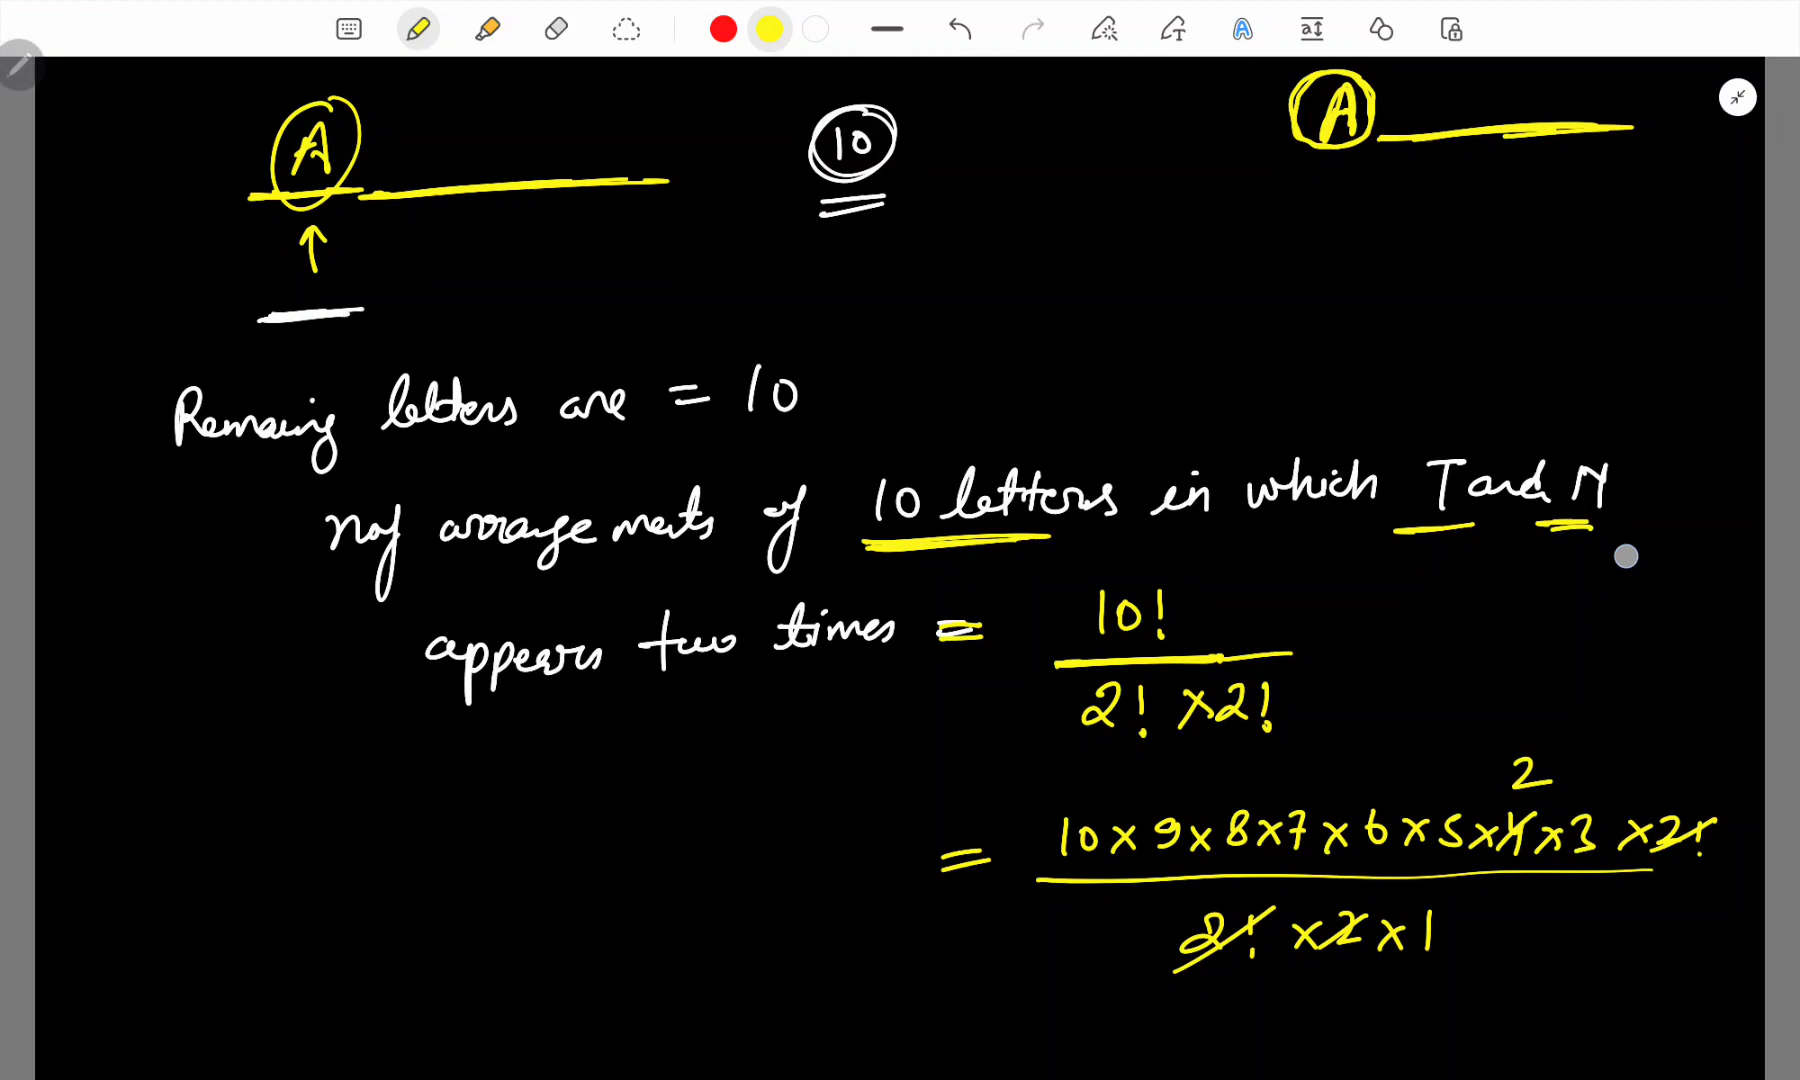 A 10 A
Remaing letters are = 10
No of arrangements of 10 letters in which T and N
appears two times = 10! / 2! × 2!
2
= 10 × 9 × 8 × 7 × 6 × 5 × 4 × 3 × 2! / 2! × 2 × 1